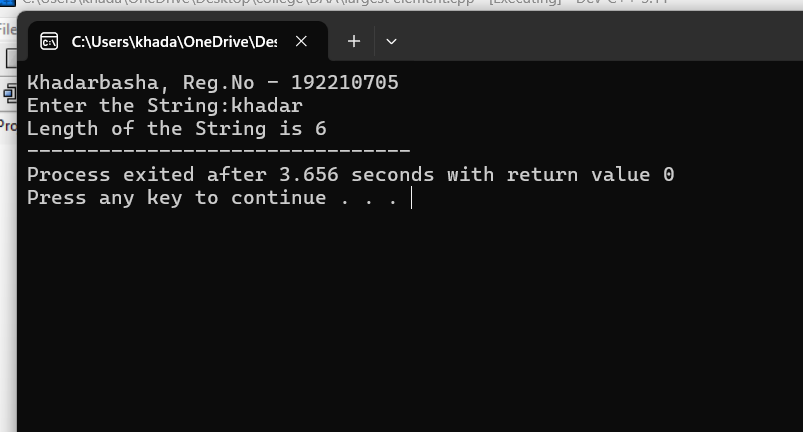 C:\Users\khada\OneDrive\Desktop\college\DAA\largest element.cpp - [Executing] - Dev-C++ 5.11
File
C:\Users\khada\OneDrive\Des
Khadarbasha, Reg.No - 192210705
Enter the String:khadar
Length of the String is 6
--------------------------------
Process exited after 3.656 seconds with return value 0
Press any key to continue . . .